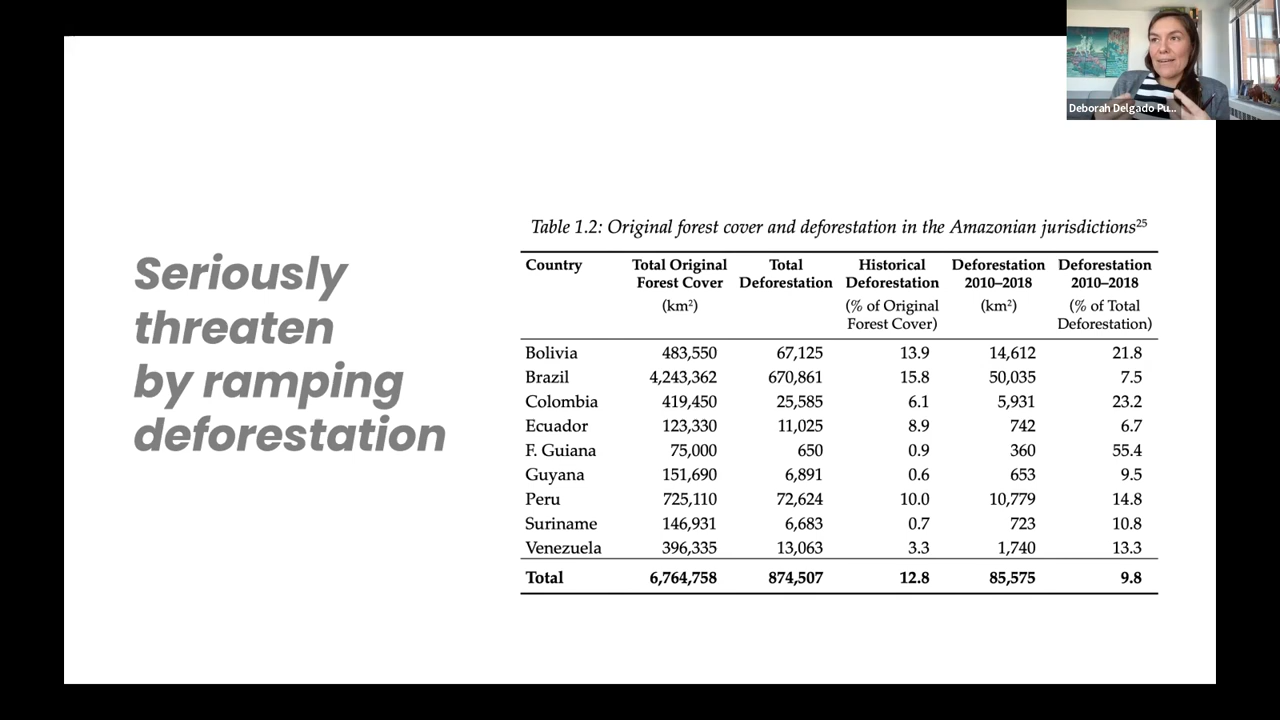 Deborah Delgado Pu...
Seriously
threaten
by ramping
deforestation
Table 1.2: Original forest cover and deforestation in the Amazonian jurisdictions²⁵
Country Total Original Forest Cover (km²) Total Deforestation Historical Deforestation (% of Original Forest Cover) Deforestation 2010–2018 (km²) Deforestation 2010–2018 (% of Total Deforestation)
Bolivia 483,550 67,125 13.9 14,612 21.8
Brazil 4,243,362 670,861 15.8 50,035 7.5
Colombia 419,450 25,585 6.1 5,931 23.2
Ecuador 123,330 11,025 8.9 742 6.7
F. Guiana 75,000 650 0.9 360 55.4
Guyana 151,690 6,891 0.6 653 9.5
Peru 725,110 72,624 10.0 10,779 14.8
Suriname 146,931 6,683 0.7 723 10.8
Venezuela 396,335 13,063 3.3 1,740 13.3
Total 6,764,758 874,507 12.8 85,575 9.8